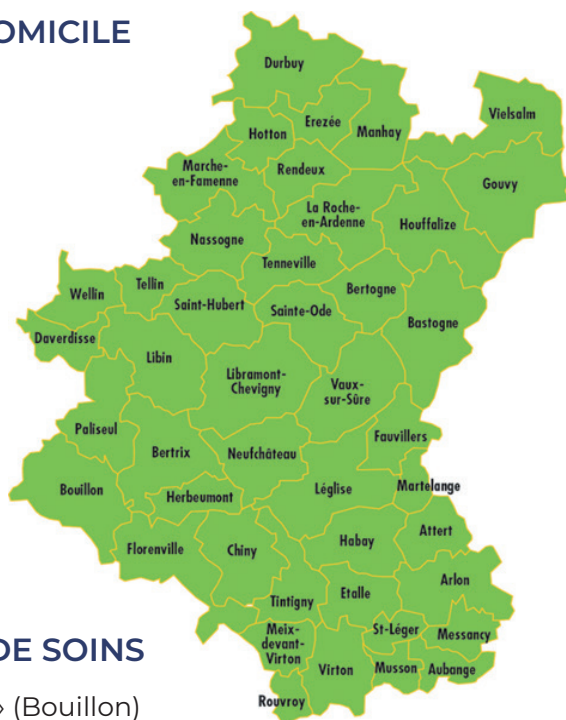 OMICILE
Durbuy
Vielsalm
Erezée
Hotton
Manhay
Marche-
en-Famenne
Rendeux
Gouvy
La Roche-
en-Ardenne
Houffalize
Nassogne
Tenneville
Tellin
Bertogne
Wellin
Saint-Hubert
Sainte-Ode
Bastogne
Daverdisse
Libin
Libramont-
Chevigny
Vaux-
sur-Sûre
Paliseul
Fauvillers
Bertrix
Neufchâteau
Bouillon
Herbeumont
Léglise
Martelange
Attert
Florenville
Chiny
Habay
Arlon
Etalle
Tintigny
St-Léger
Messancy
Meix-
devant-
Virton
DE SOINS
Virton
Musson
Aubange
Rouvroy
» (Bouillon)